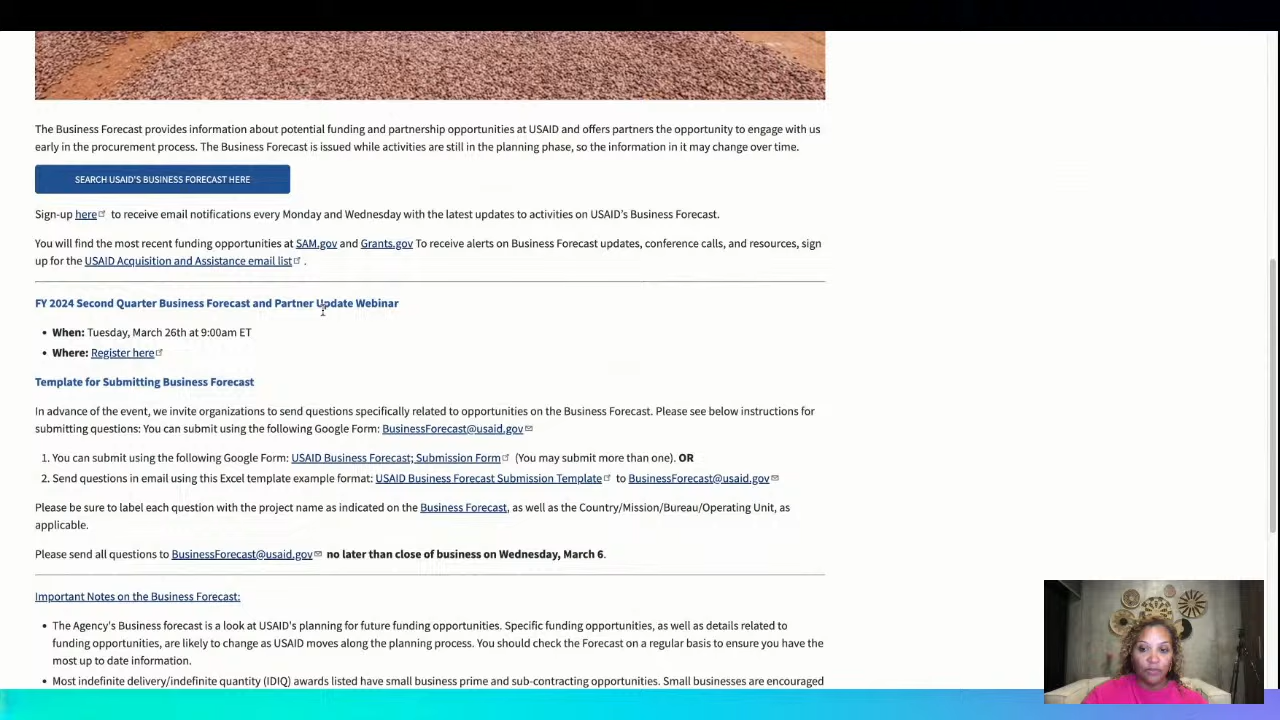 The Business Forecast provides information about potential funding and partnership opportunities at USAID and offers partners the opportunity to engage with us
early in the procurement process. The Business Forecast is issued while activities are still in the planning phase, so the information in it may change over time.
SEARCH USAID'S BUSINESS FORECAST HERE
Sign-up here to receive email notifications every Monday and Wednesday with the latest updates to activities on USAID's Business Forecast.
You will find the most recent funding opportunities at SAM.gov and Grants.gov To receive alerts on Business Forecast updates, conference calls, and resources, sign
up for the USAID Acquisition and Assistance email list .
FY 2024 Second Quarter Business Forecast and Partner Update Webinar
• When: Tuesday, March 26th at 9:00am ET
• Where: Register here
Template for Submitting Business Forecast
In advance of the event, we invite organizations to send questions specifically related to opportunities on the Business Forecast. Please see below instructions for
submitting questions: You can submit using the following Google Form: BusinessForecast@usaid.gov
1. You can submit using the following Google Form: USAID Business Forecast; Submission Form (You may submit more than one). OR
2. Send questions in email using this Excel template example format: USAID Business Forecast Submission Template to BusinessForecast@usaid.gov
Please be sure to label each question with the project name as indicated on the Business Forecast, as well as the Country/Mission/Bureau/Operating Unit, as
applicable.
Please send all questions to BusinessForecast@usaid.gov no later than close of business on Wednesday, March 6.
Important Notes on the Business Forecast:
• The Agency's Business forecast is a look at USAID's planning for future funding opportunities. Specific funding opportunities, as well as details related to
funding opportunities, are likely to change as USAID moves along the planning process. You should check the Forecast on a regular basis to ensure you have the
most up to date information.
• Most indefinite delivery/indefinite quantity (IDIQ) awards listed have small business prime and sub-contracting opportunities. Small businesses are encouraged